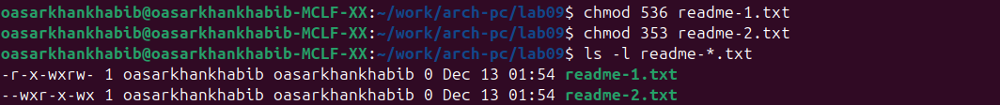 oasarkhankhabib@oasarkhankhabib-MCLF-XX:~/work/arch-pc/lab09$ chmod 536 readme-1.txt
oasarkhankhabib@oasarkhankhabib-MCLF-XX:~/work/arch-pc/lab09$ chmod 353 readme-2.txt
oasarkhankhabib@oasarkhankhabib-MCLF-XX:~/work/arch-pc/lab09$ ls -l readme-*.txt
-r-x-wxrw- 1 oasarkhankhabib oasarkhankhabib 0 Dec 13 01:54 readme-1.txt
--wxr-x-wx 1 oasarkhankhabib oasarkhankhabib 0 Dec 13 01:54 readme-2.txt